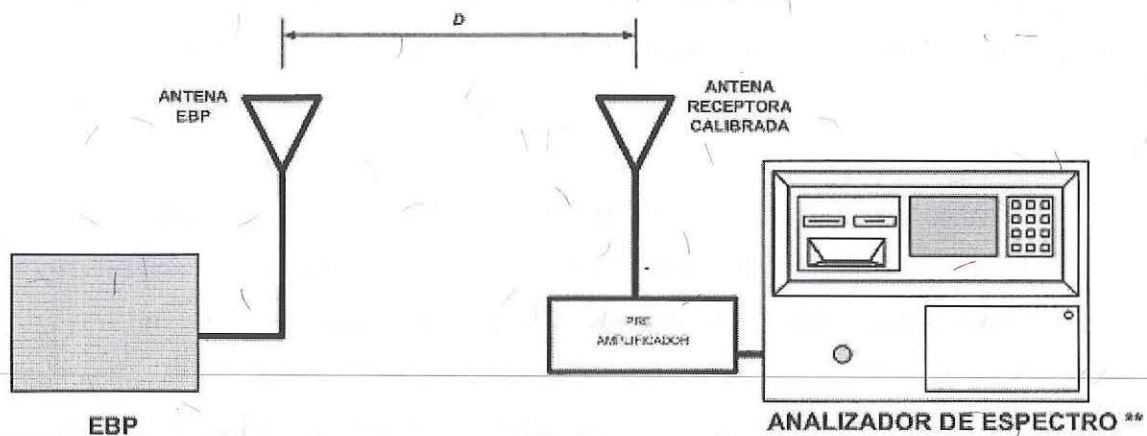 D
ANTENA
EBP
ANTENA
RECEPTORA
CALIBRADA
PRE
AMPLIFICADOR
EBP
ANALIZADOR DE ESPECTRO **